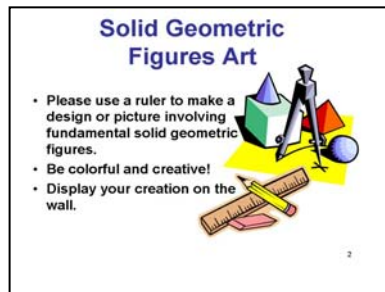 Solid Geometric
Figures Art
• Please use a ruler to make a
design or picture involving
fundamental solid geometric
figures.
• Be colorful and creative!
• Display your creation on the
wall.
2